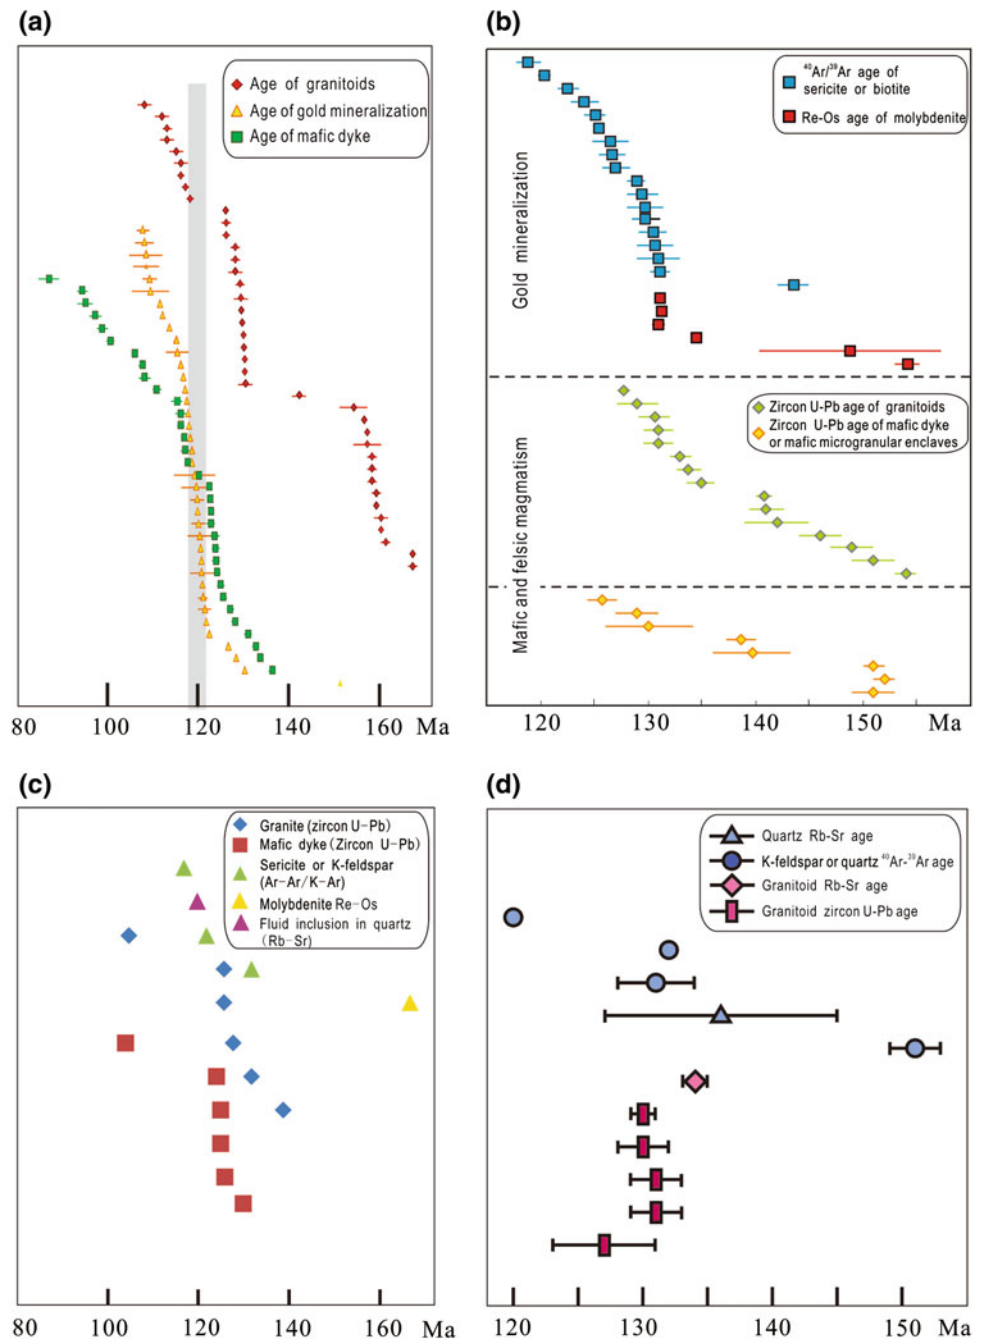 (a)
Age of granitoids
Age of gold mineralization
Age of mafic dyke
80 100 120 140 160 Ma
(b)
⁴⁰Ar/³⁹Ar age of
sericite or biotite
Re-Os age of molybdenite
Gold mineralization
Zircon U-Pb age of granitoids
Zircon U-Pb age of mafic dyke
or mafic microgranular enclaves
Mafic and felsic magmatism
120 130 140 150 Ma
(c)
Granite (zircon U-Pb)
Mafic dyke (Zircon U-Pb)
Sericite or K-feldspar
(Ar-Ar/K-Ar)
Molybdenite Re-Os
Fluid inclusion in quartz
(Rb-Sr)
80 100 120 140 160 Ma
(d)
Quartz Rb-Sr age
K-feldspar or quartz ⁴⁰Ar-³⁹Ar age
Granitoid Rb-Sr age
Granitoid zircon U-Pb age
120 130 140 150 Ma